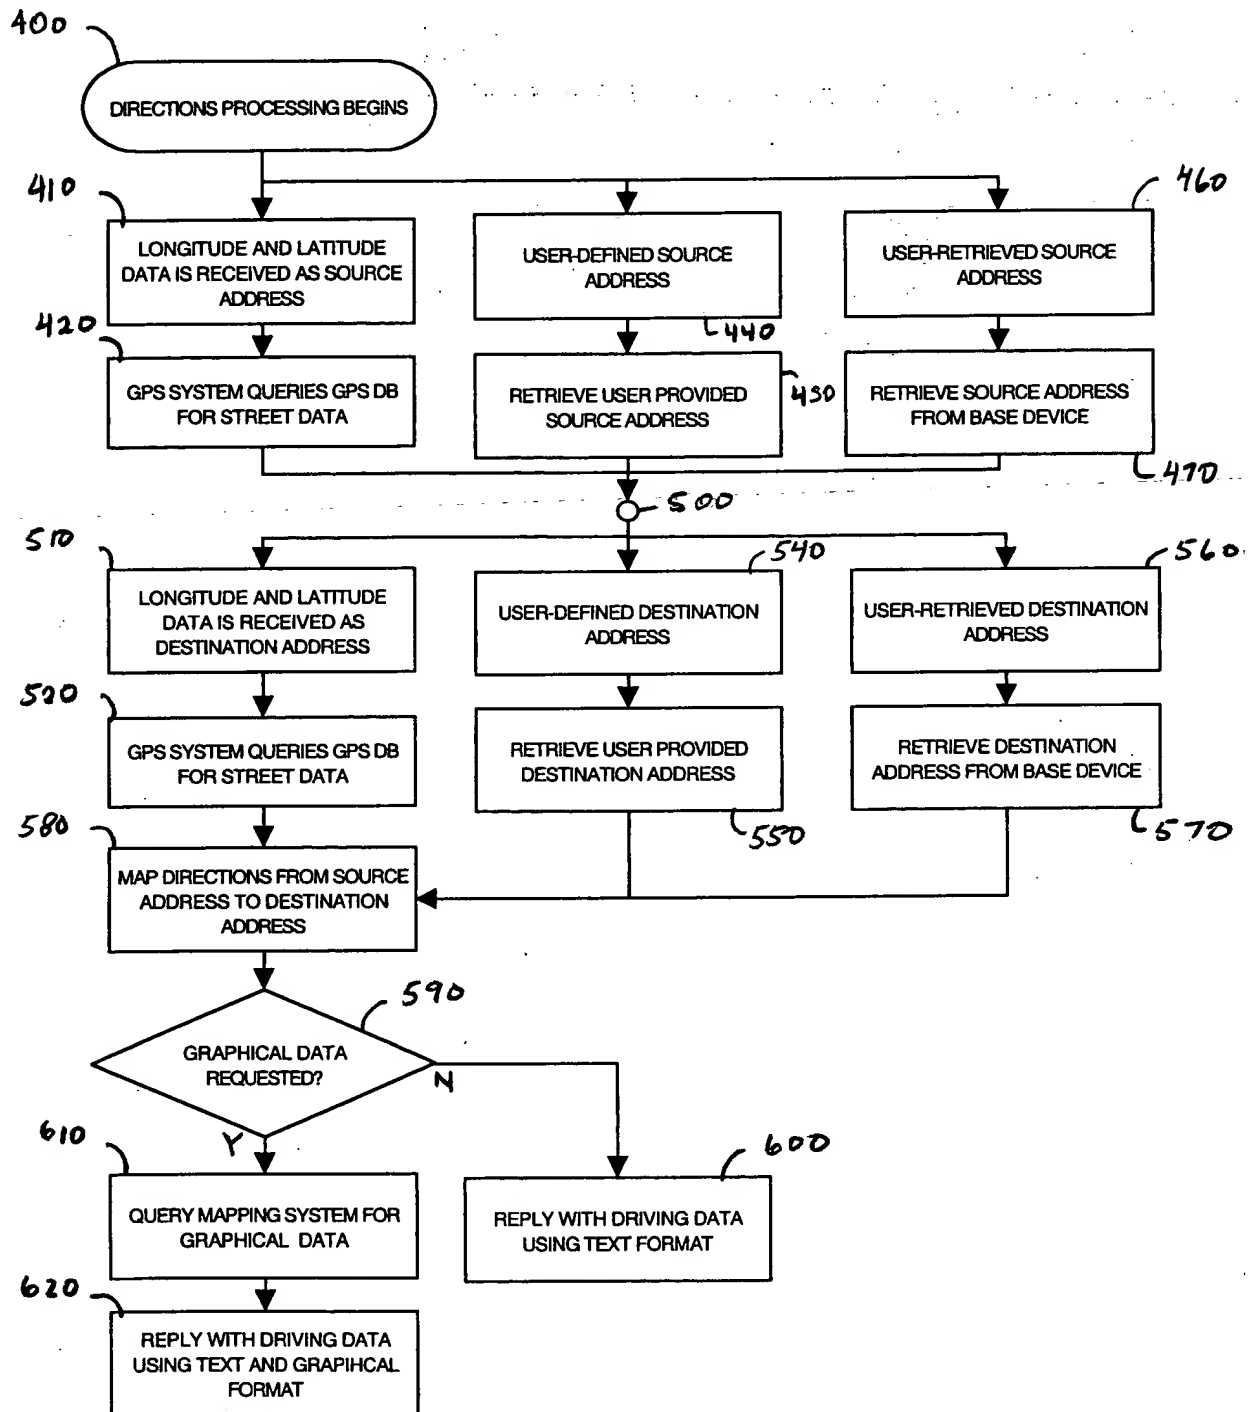 400
DIRECTIONS PROCESSING BEGINS
410
LONGITUDE AND LATITUDE
DATA IS RECEIVED AS SOURCE
ADDRESS
USER-DEFINED SOURCE
ADDRESS
440
460
USER-RETRIEVED SOURCE
ADDRESS
420
GPS SYSTEM QUERIES GPS DB
FOR STREET DATA
RETRIEVE USER PROVIDED
SOURCE ADDRESS
450
RETRIEVE SOURCE ADDRESS
FROM BASE DEVICE
470
500
510
LONGITUDE AND LATITUDE
DATA IS RECEIVED AS
DESTINATION ADDRESS
540
USER-DEFINED DESTINATION
ADDRESS
560
USER-RETRIEVED DESTINATION
ADDRESS
520
GPS SYSTEM QUERIES GPS DB
FOR STREET DATA
RETRIEVE USER PROVIDED
DESTINATION ADDRESS
550
RETRIEVE DESTINATION
ADDRESS FROM BASE DEVICE
570
580
MAP DIRECTIONS FROM SOURCE
ADDRESS TO DESTINATION
ADDRESS
590
GRAPHICAL DATA
REQUESTED?
N
Y
610
QUERY MAPPING SYSTEM FOR
GRAPHICAL DATA
600
REPLY WITH DRIVING DATA
USING TEXT FORMAT
620
REPLY WITH DRIVING DATA
USING TEXT AND GRAPIHCAL
FORMAT